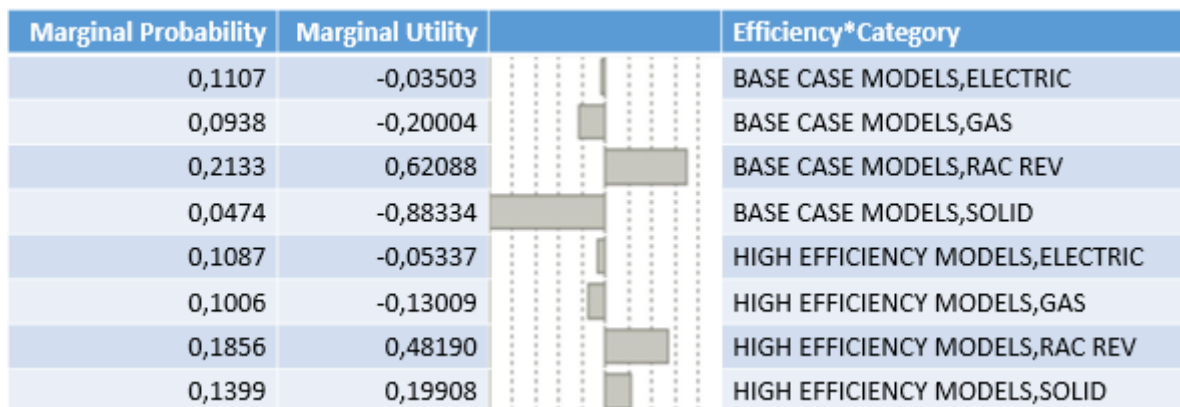 Marginal Probability Marginal Utility Efficiency*Category
0,1107 -0,03503 BASE CASE MODELS,ELECTRIC
0,0938 -0,20004 BASE CASE MODELS,GAS
0,2133 0,62088 BASE CASE MODELS,RAC REV
0,0474 -0,88334 BASE CASE MODELS,SOLID
0,1087 -0,05337 HIGH EFFICIENCY MODELS,ELECTRIC
0,1006 -0,13009 HIGH EFFICIENCY MODELS,GAS
0,1856 0,48190 HIGH EFFICIENCY MODELS,RAC REV
0,1399 0,19908 HIGH EFFICIENCY MODELS,SOLID